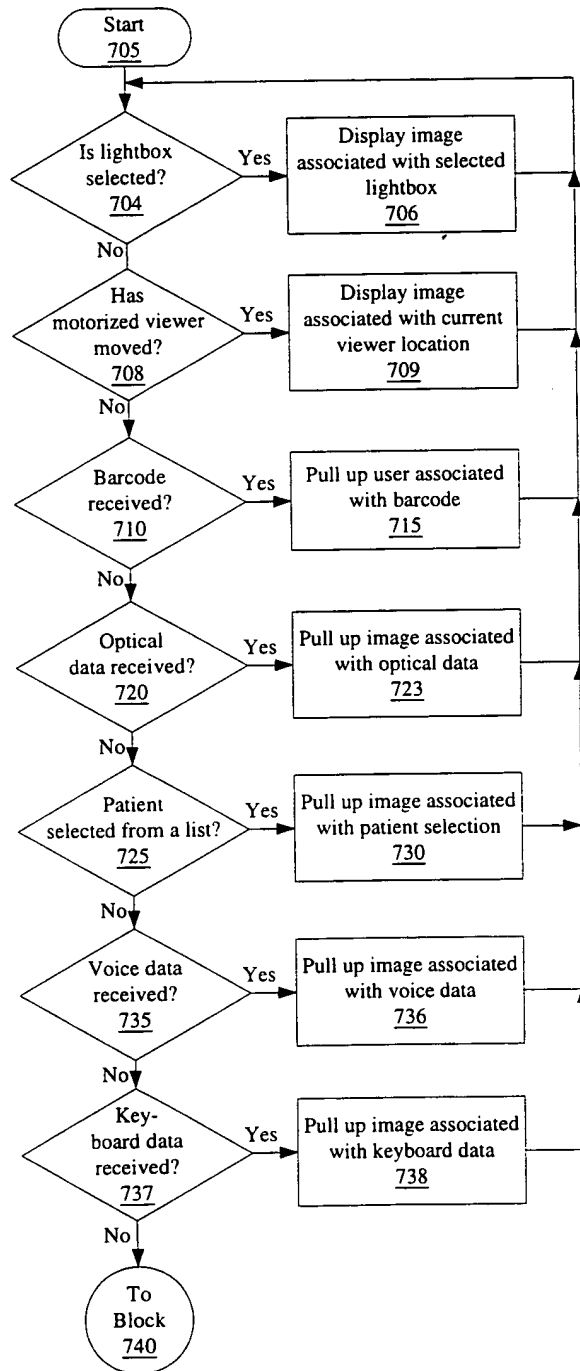 Start
705
Is lightbox
selected?
704
Yes
Display image
associated with selected
lightbox
706
No
Has
motorized viewer
moved?
708
Yes
Display image
associated with current
viewer location
709
No
Barcode
received?
710
Yes
Pull up user associated
with barcode
715
No
Optical
data received?
720
Yes
Pull up image associated
with optical data
723
No
Patient
selected from a list?
725
Yes
Pull up image associated
with patient selection
730
No
Voice data
received?
735
Yes
Pull up image associated
with voice data
736
No
Key-
board data
received?
737
Yes
Pull up image associated
with keyboard data
738
No
To
Block
740